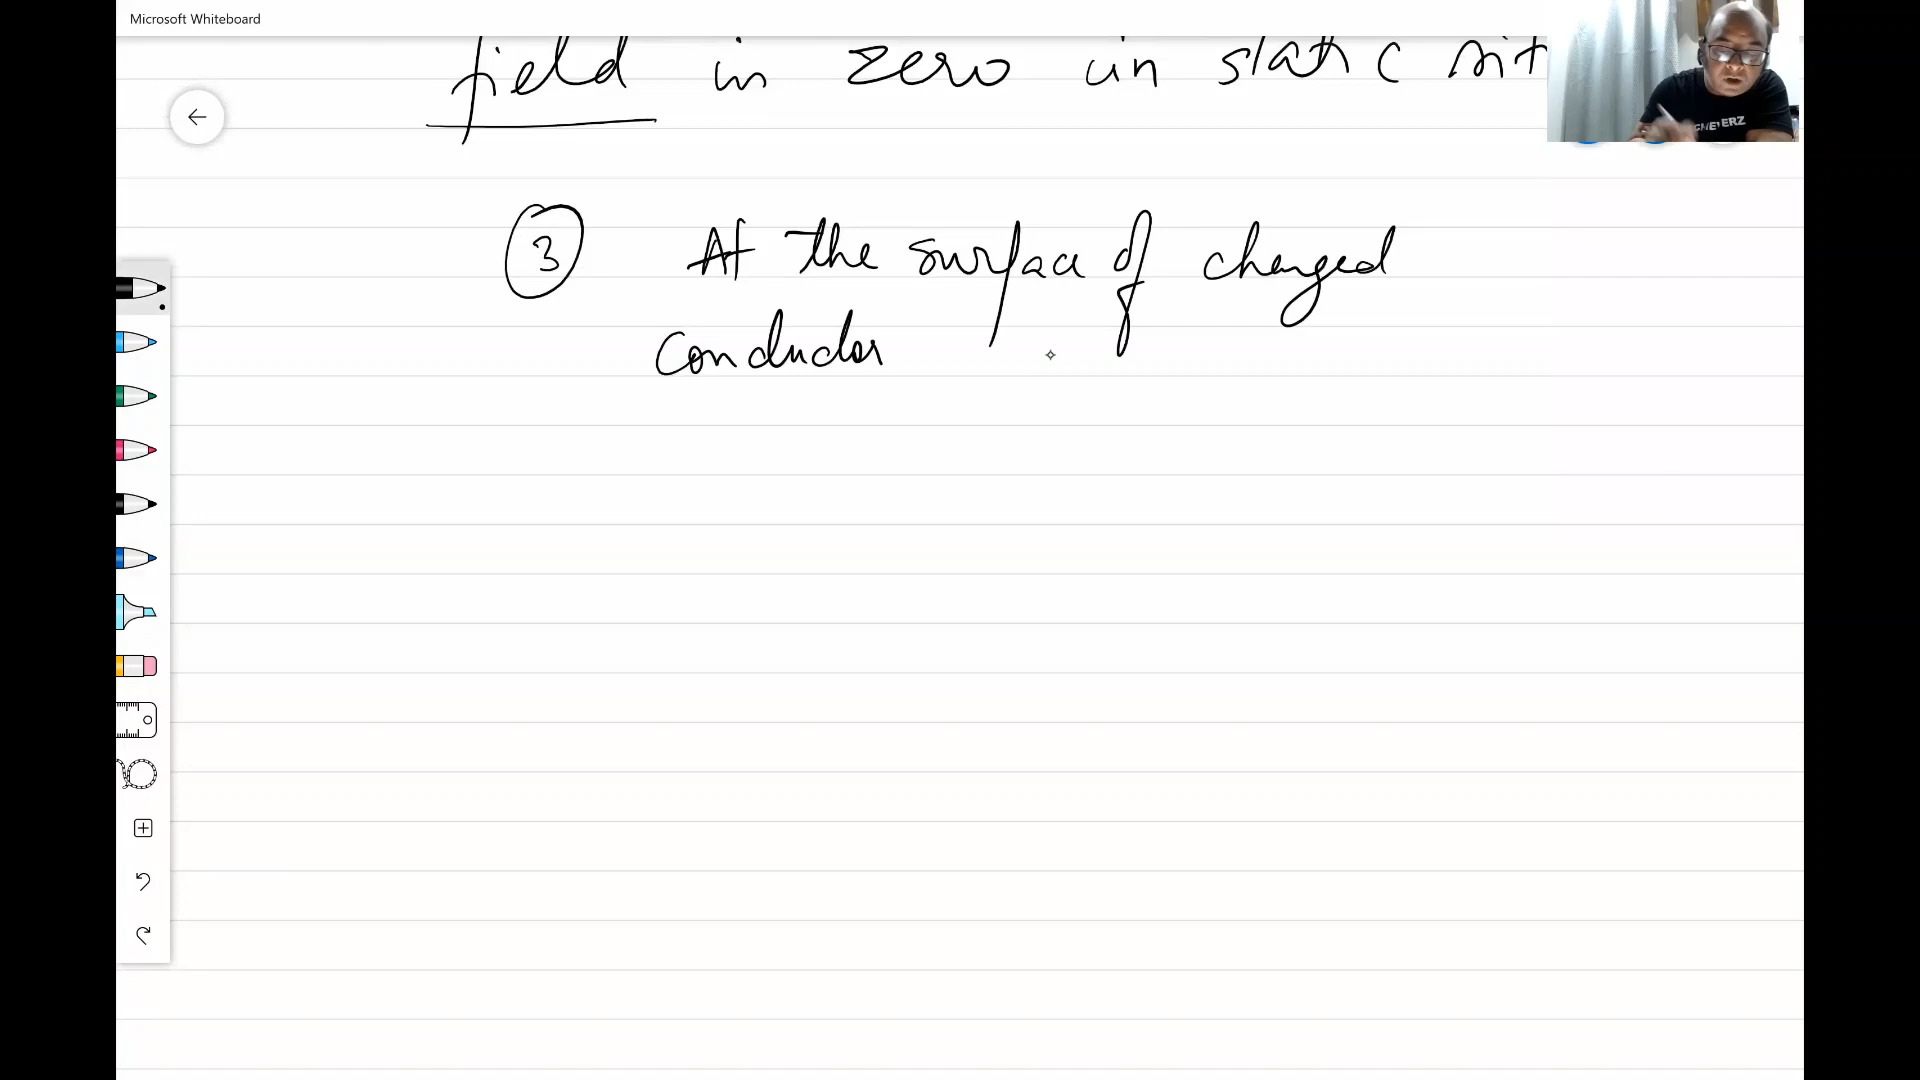 Microsoft Whiteboard
field in zero in static sit
3 At the surface of charged
conductor